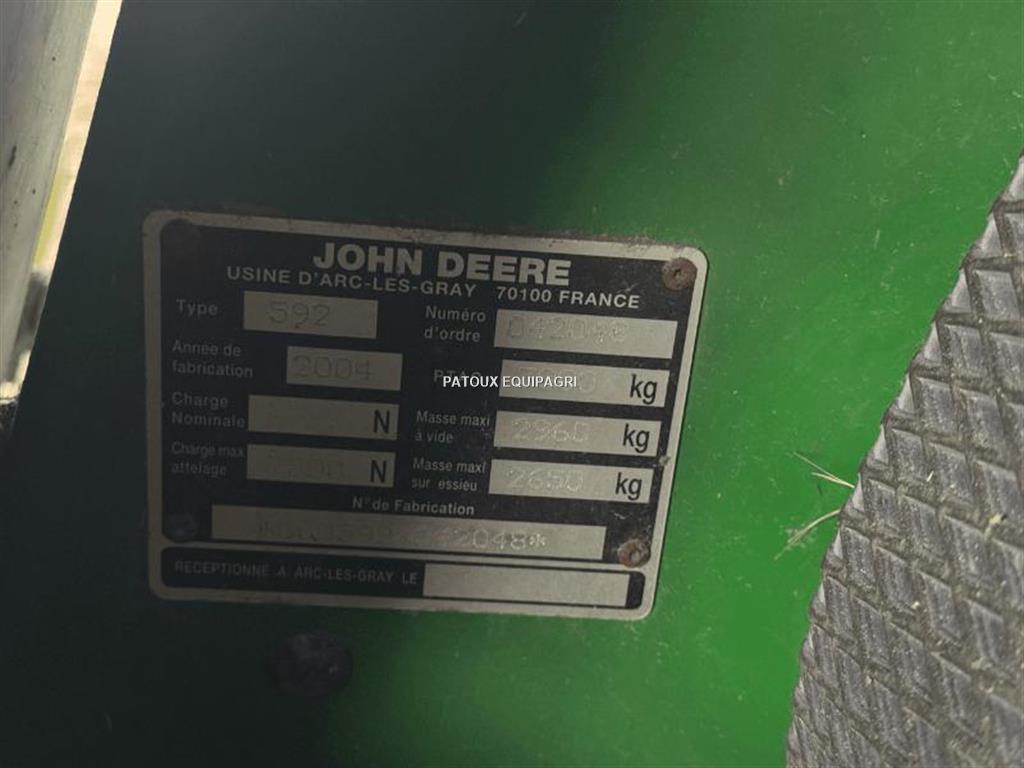 JOHN DEERE
USINE D'ARC-LES-GRAY 70100 FRANCE
Type 592
Numéro d'ordre 042048
Année de fabrication 2004
PATOUX EQUIPAGRI
kg
Charge Nominale N
Masse maxi à vide 2960 kg
Charge max attelage N
Masse maxi sur essieu 2650 kg
N° de Fabrication
RECEPTIONNÉ A ARC-LES-GRAY LE